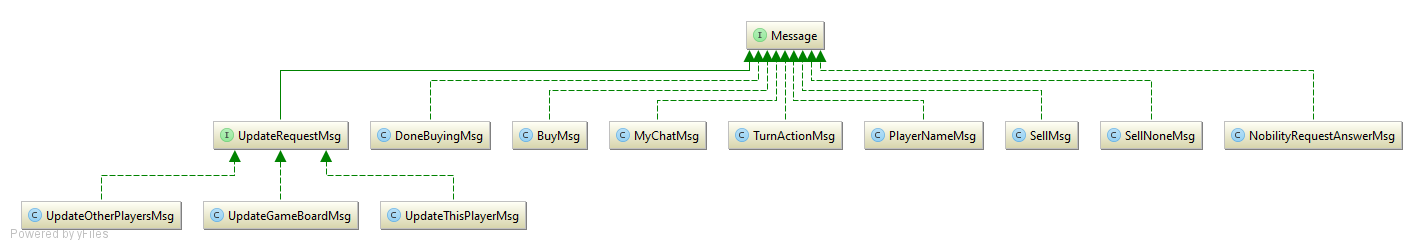 I Message
I UpdateRequestMsg
C DoneBuyingMsg
C BuyMsg
C MyChatMsg
C TurnActionMsg
C PlayerNameMsg
C SellMsg
C SellNoneMsg
C NobilityRequestAnswerMsg
C UpdateOtherPlayersMsg
C UpdateGameBoardMsg
C UpdateThisPlayerMsg
Powered by yFiles